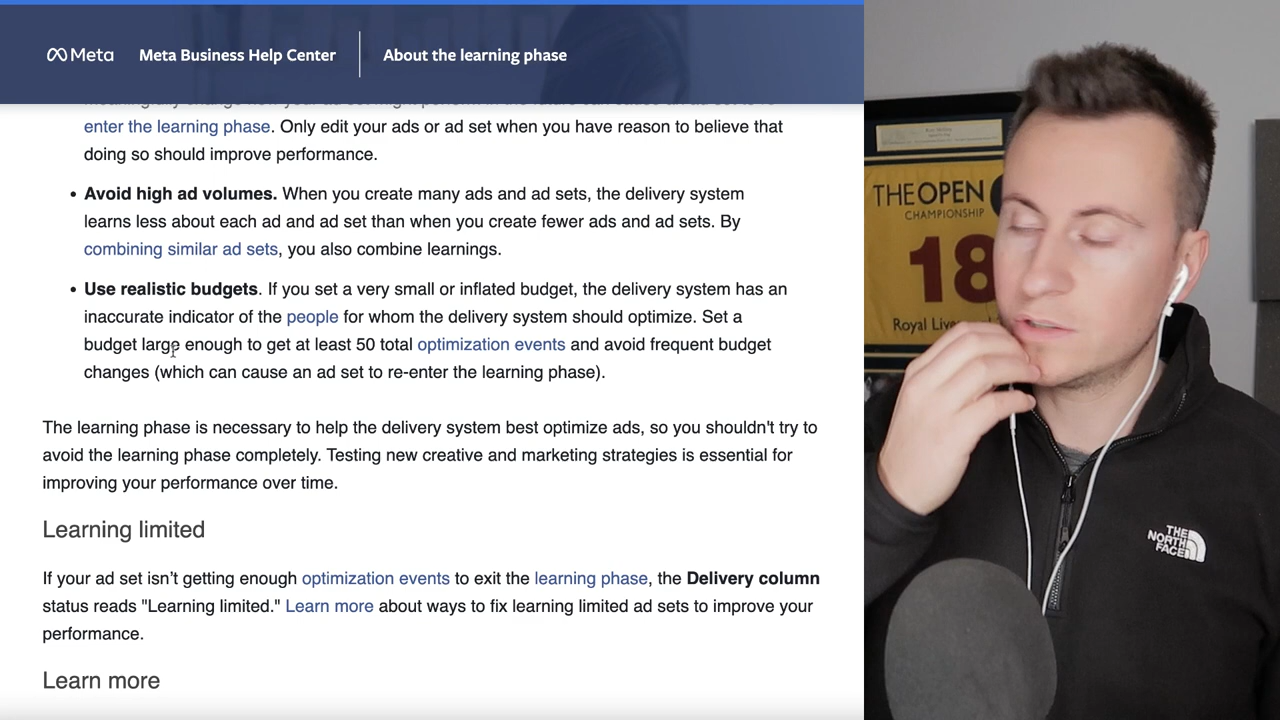 Meta Meta Business Help Center About the learning phase
enter the learning phase. Only edit your ads or ad set when you have reason to believe that
doing so should improve performance.
• Avoid high ad volumes. When you create many ads and ad sets, the delivery system
learns less about each ad and ad set than when you create fewer ads and ad sets. By
combining similar ad sets, you also combine learnings.
• Use realistic budgets. If you set a very small or inflated budget, the delivery system has an
inaccurate indicator of the people for whom the delivery system should optimize. Set a
budget large enough to get at least 50 total optimization events and avoid frequent budget
changes (which can cause an ad set to re-enter the learning phase).
The learning phase is necessary to help the delivery system best optimize ads, so you shouldn't try to
avoid the learning phase completely. Testing new creative and marketing strategies is essential for
improving your performance over time.
Learning limited
If your ad set isn't getting enough optimization events to exit the learning phase, the Delivery column
status reads "Learning limited." Learn more about ways to fix learning limited ad sets to improve your
performance.
Learn more
THE OPEN
CHAMPIONSHIP
18
Royal
THE
NORTH
FACE